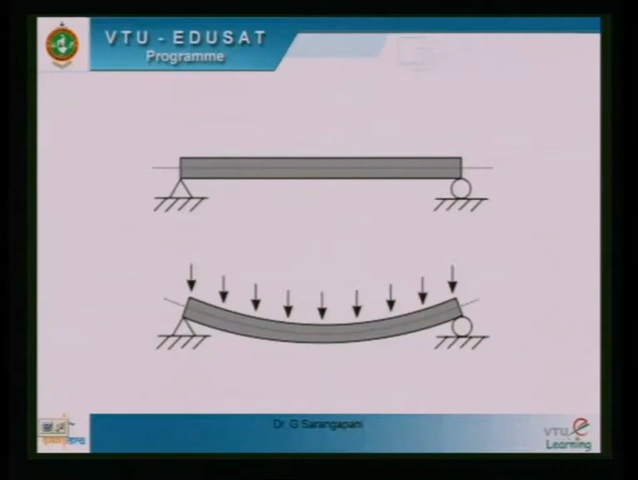 VTU - EDUSAT
Programme
Dr. G Sarangapani
VTU e
Learning